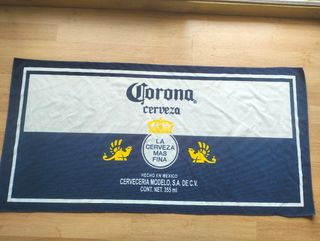 Corona®
cerveza
LA
CERVEZA
MAS
FINA
HECHO EN MEXICO
CERVECERIA MODELO, S.A. DE C.V.
CONT. NET. 355 ml